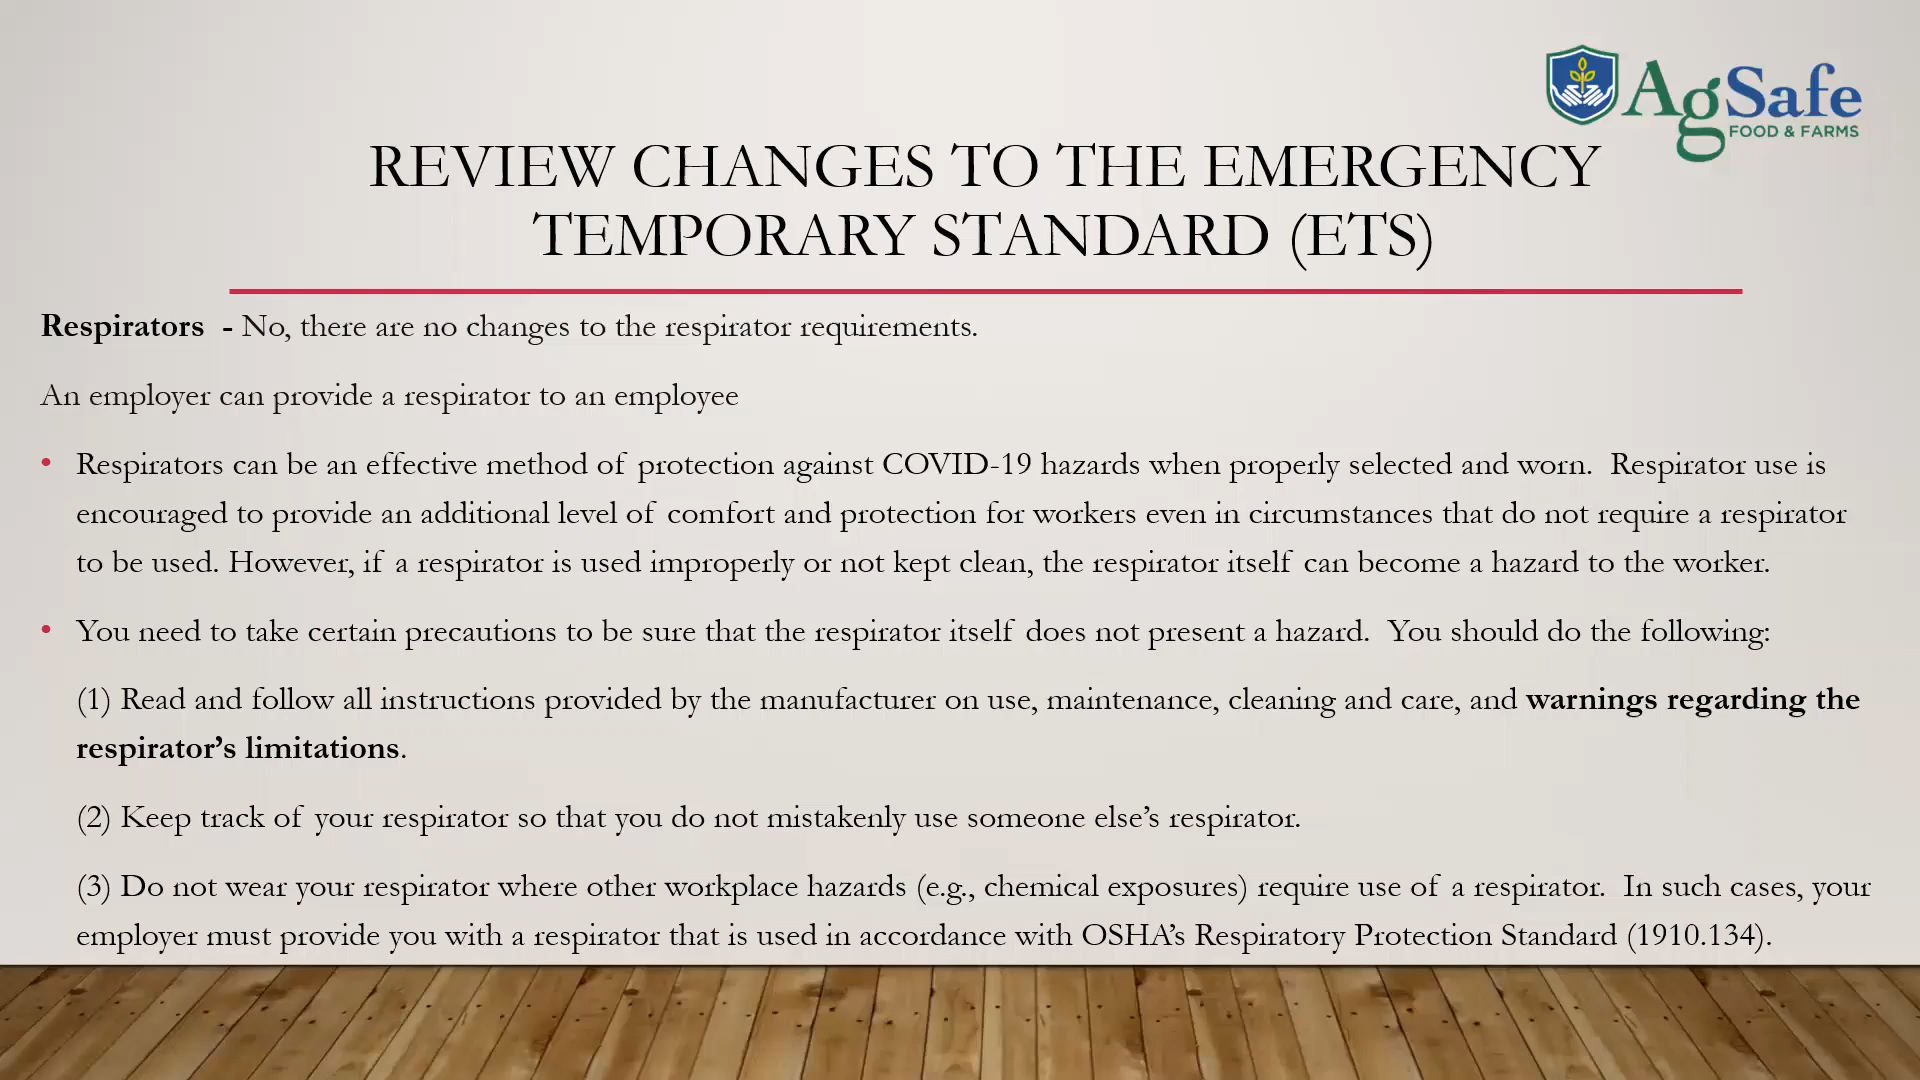 AgSafe
FOOD & FARMS
REVIEW CHANGES TO THE EMERGENCY
TEMPORARY STANDARD (ETS)
Respirators - No, there are no changes to the respirator requirements.
An employer can provide a respirator to an employee
• Respirators can be an effective method of protection against COVID-19 hazards when properly selected and worn. Respirator use is
encouraged to provide an additional level of comfort and protection for workers even in circumstances that do not require a respirator
to be used. However, if a respirator is used improperly or not kept clean, the respirator itself can become a hazard to the worker.
• You need to take certain precautions to be sure that the respirator itself does not present a hazard. You should do the following:
(1) Read and follow all instructions provided by the manufacturer on use, maintenance, cleaning and care, and warnings regarding the
respirator’s limitations.
(2) Keep track of your respirator so that you do not mistakenly use someone else’s respirator.
(3) Do not wear your respirator where other workplace hazards (e.g., chemical exposures) require use of a respirator. In such cases, your
employer must provide you with a respirator that is used in accordance with OSHA’s Respiratory Protection Standard (1910.134).